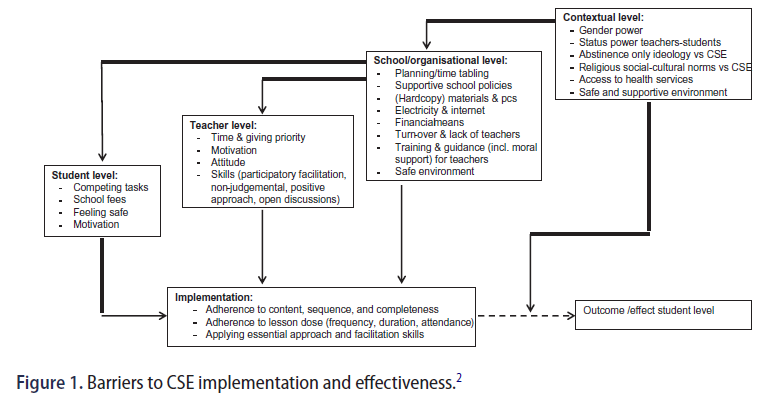 Contextual level:
- Gender power
- Status power teachers-students
- Abstinence only ideology vs CSE
- Religious social-cultural norms vs CSE
- Access to health services
- Safe and supportive environment
School/organisational level:
- Planning/time tabling
- Supportive school policies
- (Hardcopy) materials & pcs
- Electricity & internet
- Financialmeans
- Turn-over & lack of teachers
- Training & guidance (incl. moral
support) for teachers
- Safe environment
Teacher level:
- Time & giving priority
- Motivation
- Attitude
- Skills (participatory facilitation,
non-judgemental, positive
approach, open discussions)
Student level:
- Competing tasks
- School fees
- Feeling safe
- Motivation
Implementation:
- Adherence to content, sequence, and completeness
- Adherence to lesson dose (frequency, duration, attendance)
- Applying essential approach and facilitation skills
Outcome /effect student level
Figure 1. Barriers to CSE implementation and effectiveness.2